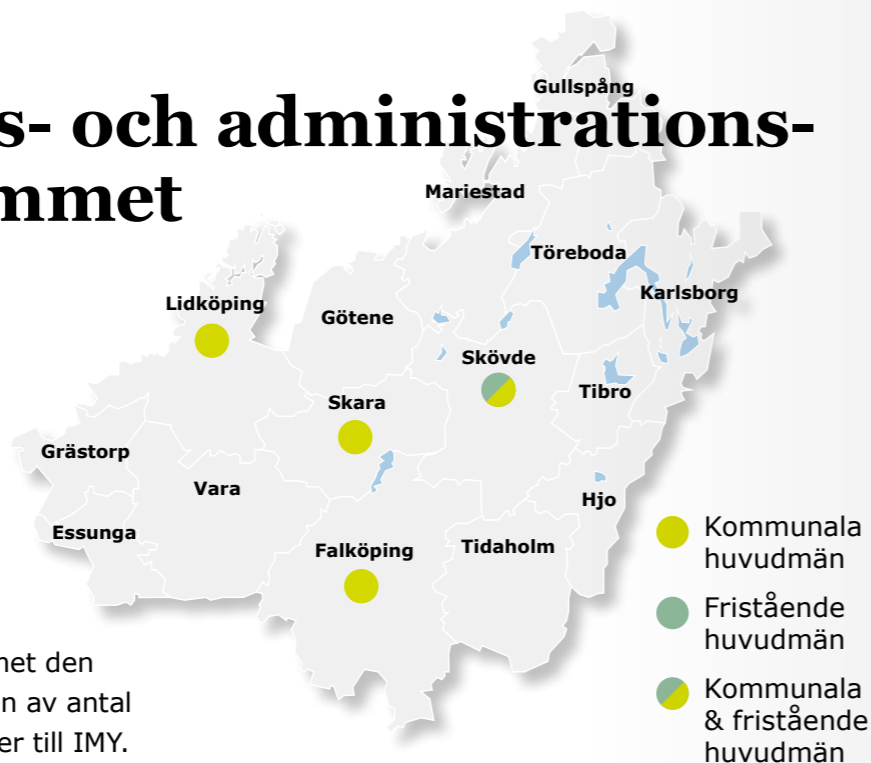 s- och administrations-
mmet
Gullspång
Mariestad
Töreboda
Karlsborg
Lidköping
Götene
Skövde
Tibro
Skara
Grästorp
Vara
Hjo
Essunga
Falköping
Tidaholm
Kommunala
huvudmän
Fristående
huvudmän
Kommunala
& fristående
huvudmän
net den
n av antal
er till IMY.